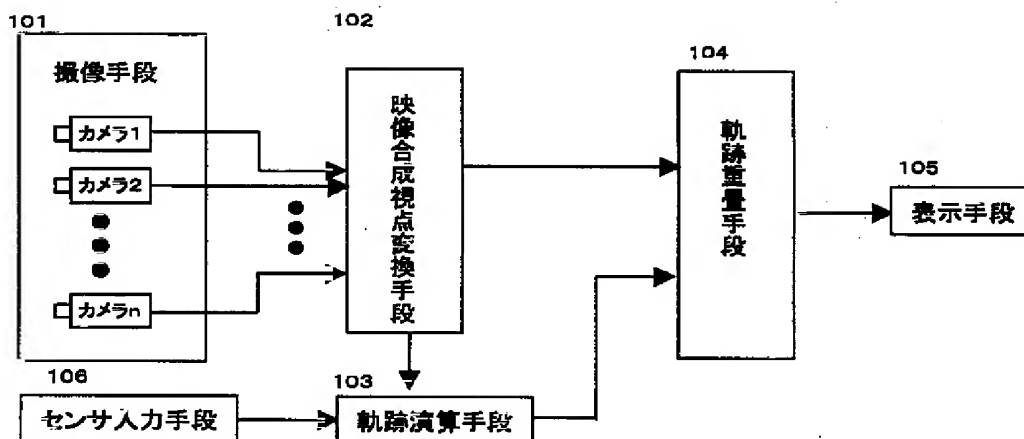 101
撮像手段
カメラ1
カメラ2
カメラn
102
映像合成視点変換手段
104
軌跡重畳手段
105
表示手段
106
センサ入力手段
103
軌跡演算手段